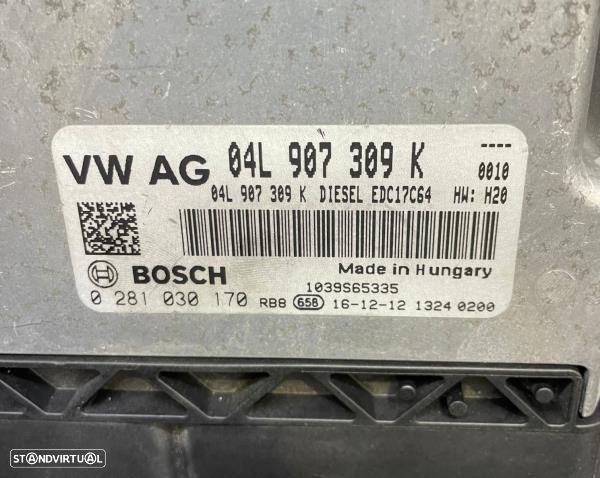 VW AG 04L 907 309 K ----
0010
04L 907 309 K DIESEL EDC17C64 HW: H20
BOSCH Made in Hungary
1039S65335
0 281 030 170 RB8 658 16-12-12 1324 0200
STANDVIRTUAL